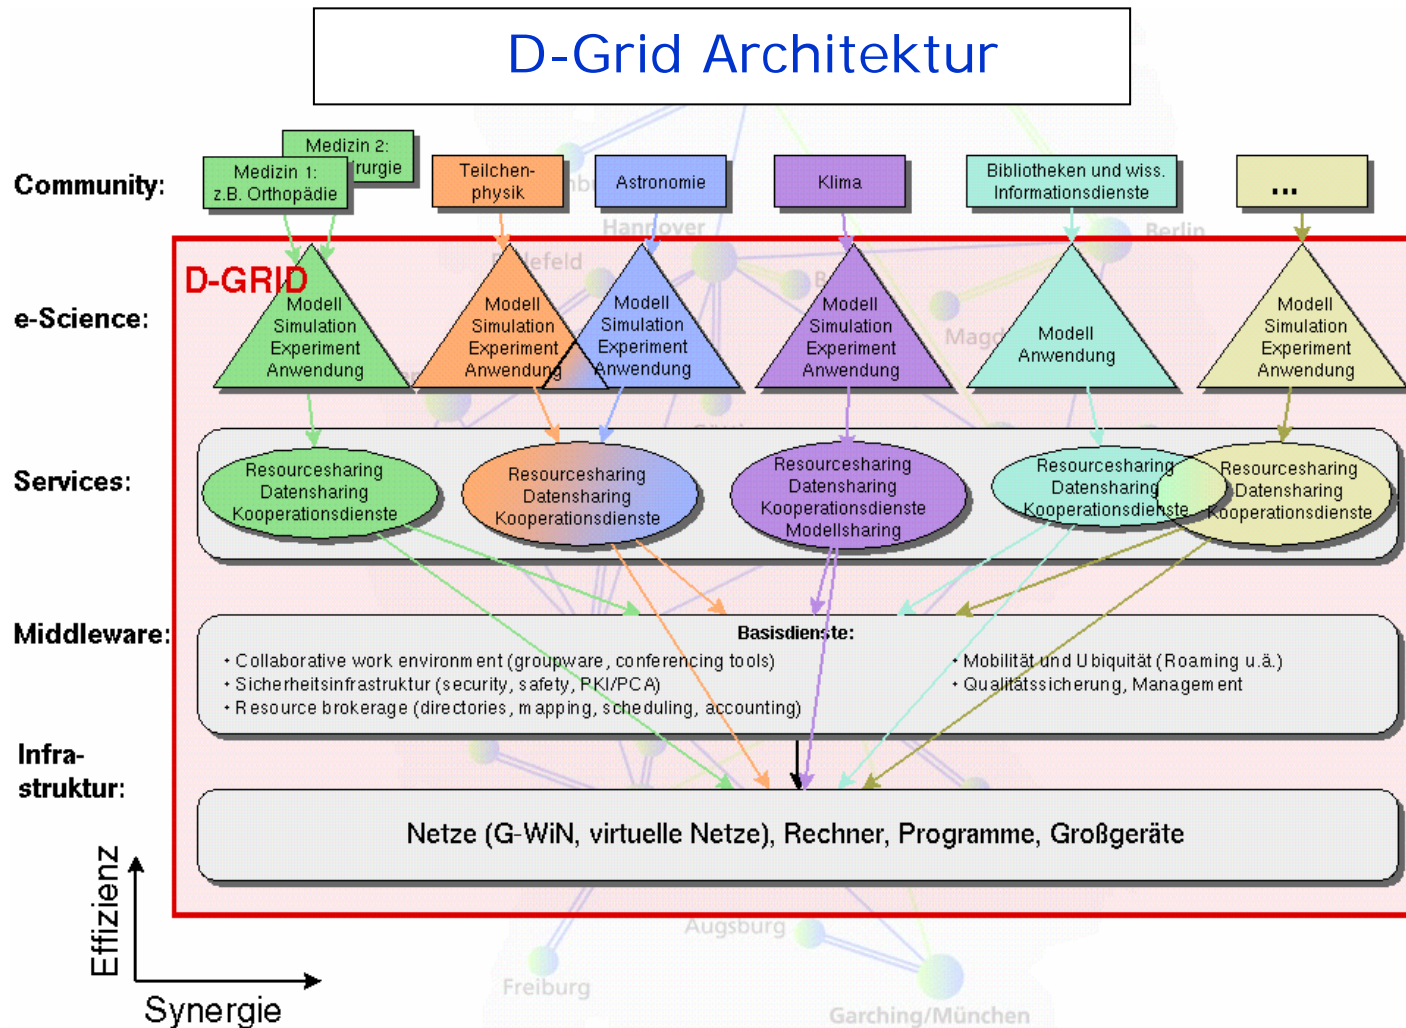 D-Grid Architektur
Community:
Medizin 2:
rurgie
Medizin 1:
z.B. Orthopädie
Teilchen-
physik
Astronomie
Klima
Bibliotheken und wiss.
Informationsdienste
...
Hannover
Berlin
D-GRID
lefeld
Magd
e-Science:
Modell
Simulation
Experiment
Anwendung
Modell
Simulation
Experiment
Anwendung
Modell
Simulation
Experiment
Anwendung
Modell
Simulation
Experiment
Anwendung
Modell
Anwendung
Modell
Simulation
Experiment
Anwendung
Services:
Resourcesharing
Datensharing
Kooperationsdienste
Resourcesharing
Datensharing
Kooperationsdienste
Resourcesharing
Datensharing
Kooperationsdienste
Modellsharing
Resourcesharing
Datensharing
Kooperationsdienste
Resourcesharing
Datensharing
Kooperationsdienste
Middleware:
Basisdienste:
• Collaborative work environment (groupware, conferencing tools)
• Sicherheitsinfrastruktur (security, safety, PKI/PCA)
• Resource brokerage (directories, mapping, scheduling, accounting)
• Mobilität und Ubiquität (Roaming u.ä.)
• Qualitätssicherung, Management
Infra-
struktur:
Netze (G-WiN, virtuelle Netze), Rechner, Programme, Großgeräte
Effizienz
Synergie
Augsburg
Freiburg
Garching/München